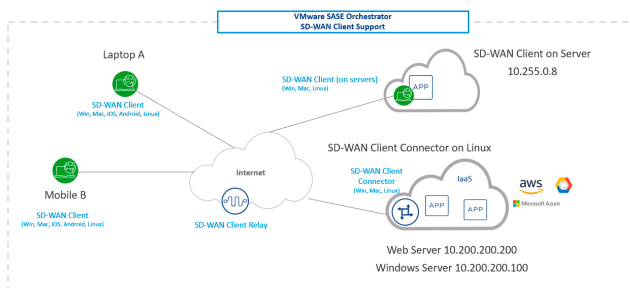 VMware SASE Orchestrator
SD-WAN Client Support
Laptop A
SD-WAN Client
(Win, Mac, iOS, Android, Linux)
SD-WAN Client (on servers)
(Win, Mac, Linux)
APP
SD-WAN Client on Server
10.255.0.8
Internet
SD-WAN Client Relay
Mobile B
SD-WAN Client
(Win, Mac, iOS, Android, Linux)
SD-WAN Client Connector on Linux
SD-WAN Client
Connector
(Win, Mac, Linux)
IaaS
APP
APP
aws
Microsoft Azure
Web Server 10.200.200.200
Windows Server 10.200.200.100